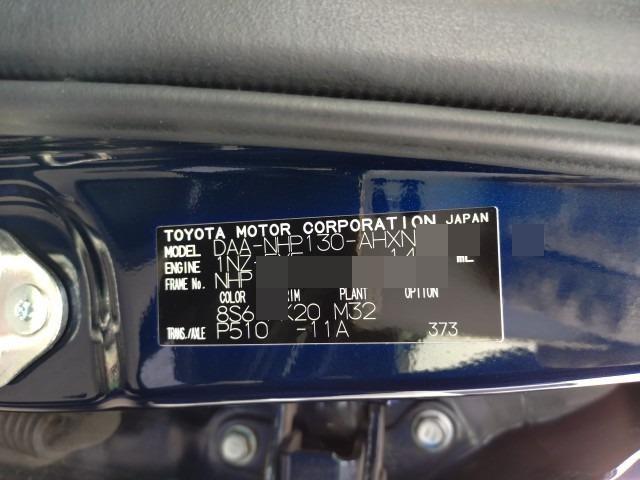 TOYOTA MOTOR CORPORATION JAPAN
MODEL DAA-NHP130-AHXN
ENGINE 1NZ- mL
FRAME No. NHP
COLOR TRIM PLANT OPTION
8S6 K20 M32
TRANS./AXLE P510 -11A 373